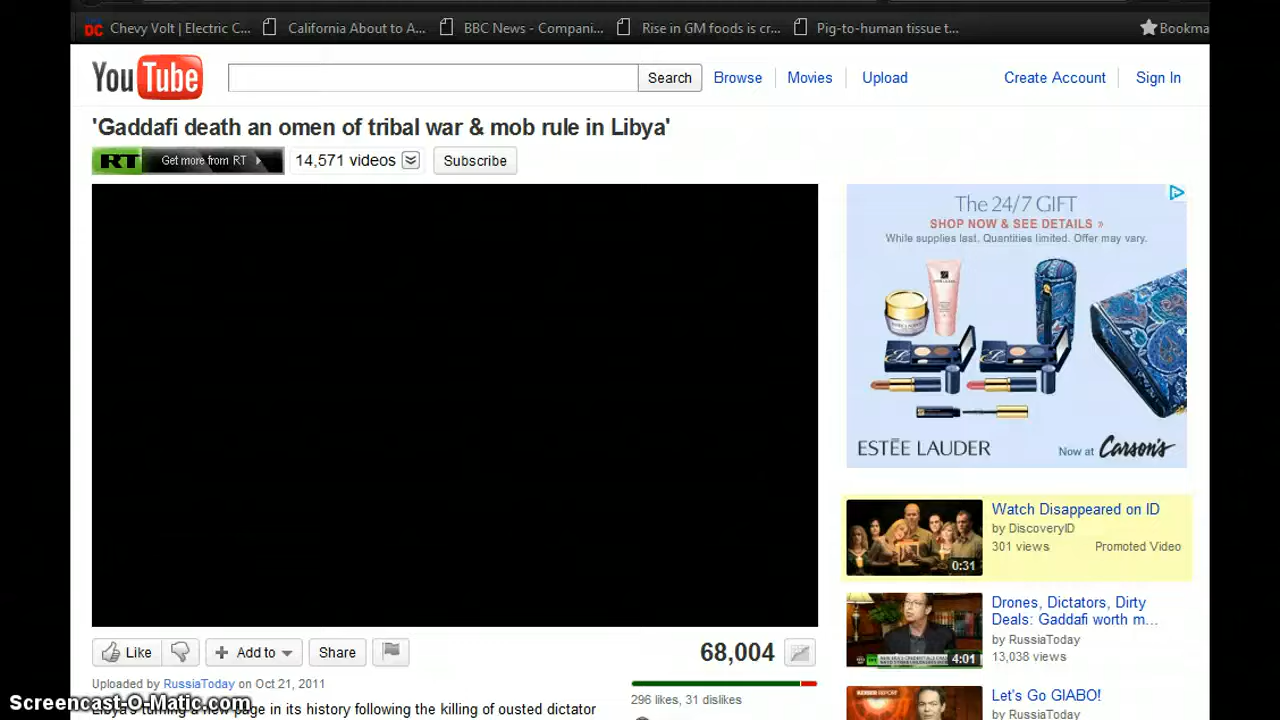 DC Chevy Volt | Electric C...
California About to A...
BBC News - Compani...
Rise in GM foods is cr...
Pig-to-human tissue t...
Bookma
YouTube
Search
Browse
Movies
Upload
Create Account
Sign In
'Gaddafi death an omen of tribal war & mob rule in Libya'
RT Get more from RT
14,571 videos
Subscribe
The 24/7 GIFT
SHOP NOW & SEE DETAILS »
While supplies last. Quantities limited. Offer may vary.
ESTĒE LAUDER
Now at Carson's
Watch Disappeared on ID
by DiscoveryID
301 views Promoted Video
0:31
Drones, Dictators, Dirty
Deals: Gaddafi worth m...
by RussiaToday
13,038 views
4:01
Let's Go GIABO!
by RussiaToday
Like
Add to
Share
68,004
Uploaded by RussiaToday on Oct 21, 2011
296 likes, 31 dislikes
Libya's turning a new page in its history following the killing of ousted dictator
Screencast-O-Matic.com